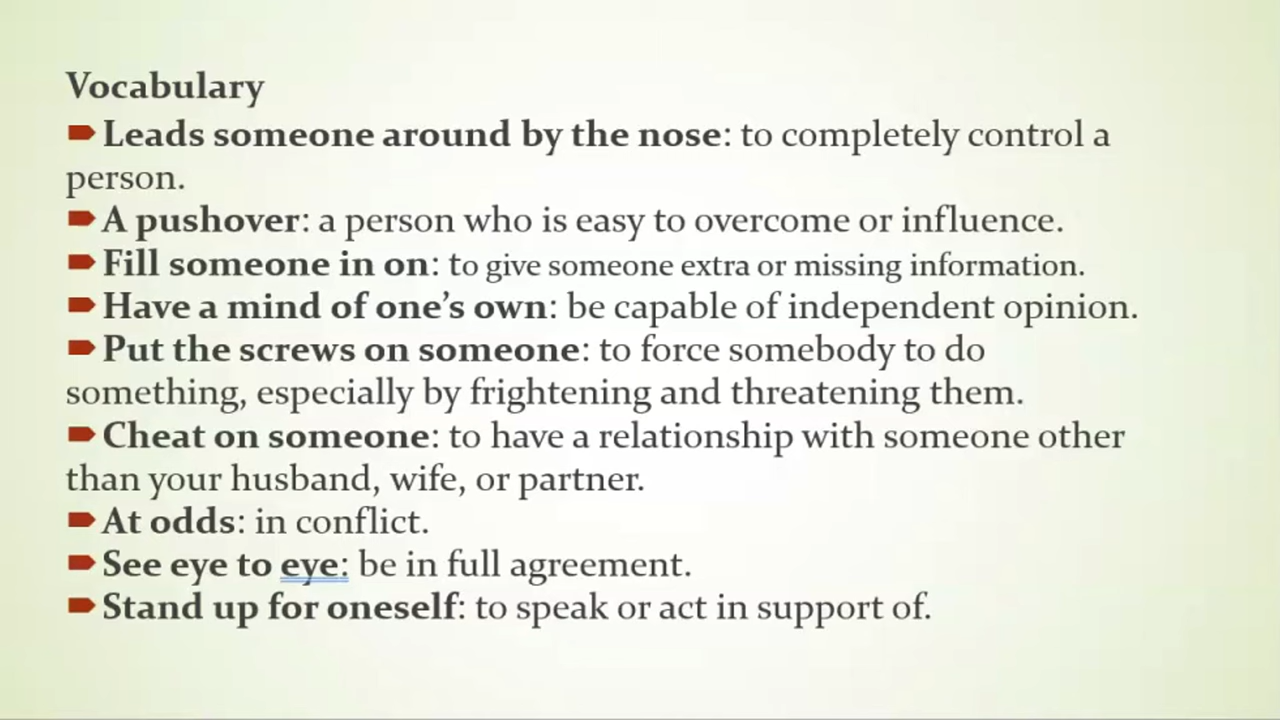 Vocabulary
Leads someone around by the nose: to completely control a
person.
A pushover: a person who is easy to overcome or influence.
Fill someone in on: to give someone extra or missing information.
Have a mind of one’s own: be capable of independent opinion.
Put the screws on someone: to force somebody to do
something, especially by frightening and threatening them.
Cheat on someone: to have a relationship with someone other
than your husband, wife, or partner.
At odds: in conflict.
See eye to eye: be in full agreement.
Stand up for oneself: to speak or act in support of.